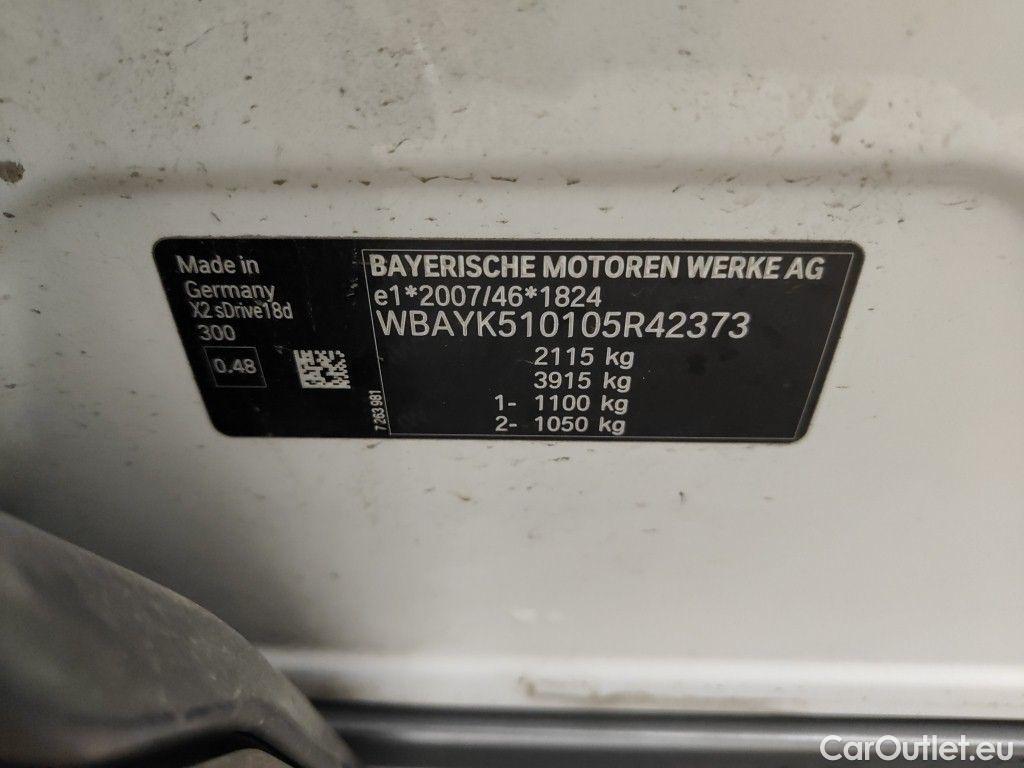 Made in
Germany
X2 sDrive18d
300
0.48
7 263 981
BAYERISCHE MOTOREN WERKE AG
e1*2007/46*1824
WBAYK510105R42373
2115 kg
3915 kg
1- 1100 kg
2- 1050 kg
CarOutlet.eu